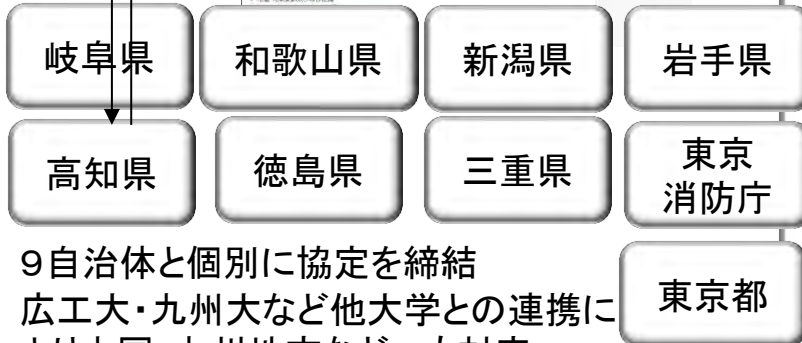 岐阜県
和歌山県
新潟県
岩手県
高知県
徳島県
三重県
東京
消防庁
9自治体と個別に協定を締結
広工大・九州大など他大学との連携に
東京都